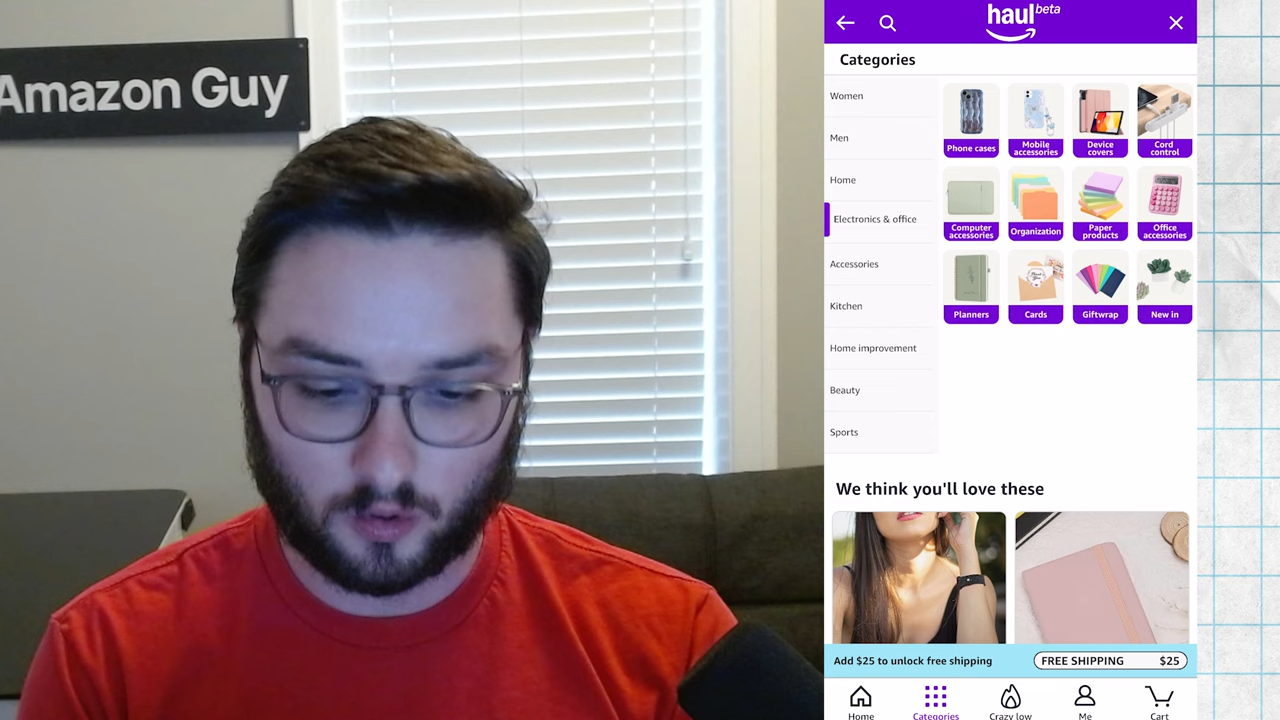 Amazon Guy
haul beta
Categories
Women
Men
Home
Electronics & office
Accessories
Kitchen
Home improvement
Beauty
Sports
Phone cases
Mobile
accessories
Device
covers
Cord
control
Computer
accessories
Organization
Paper
products
Office
accessories
Planners
Cards
Giftwrap
New in
We think you'll love these
Add $25 to unlock free shipping
FREE SHIPPING $25
Home
Categories
Crazy low
Me
Cart